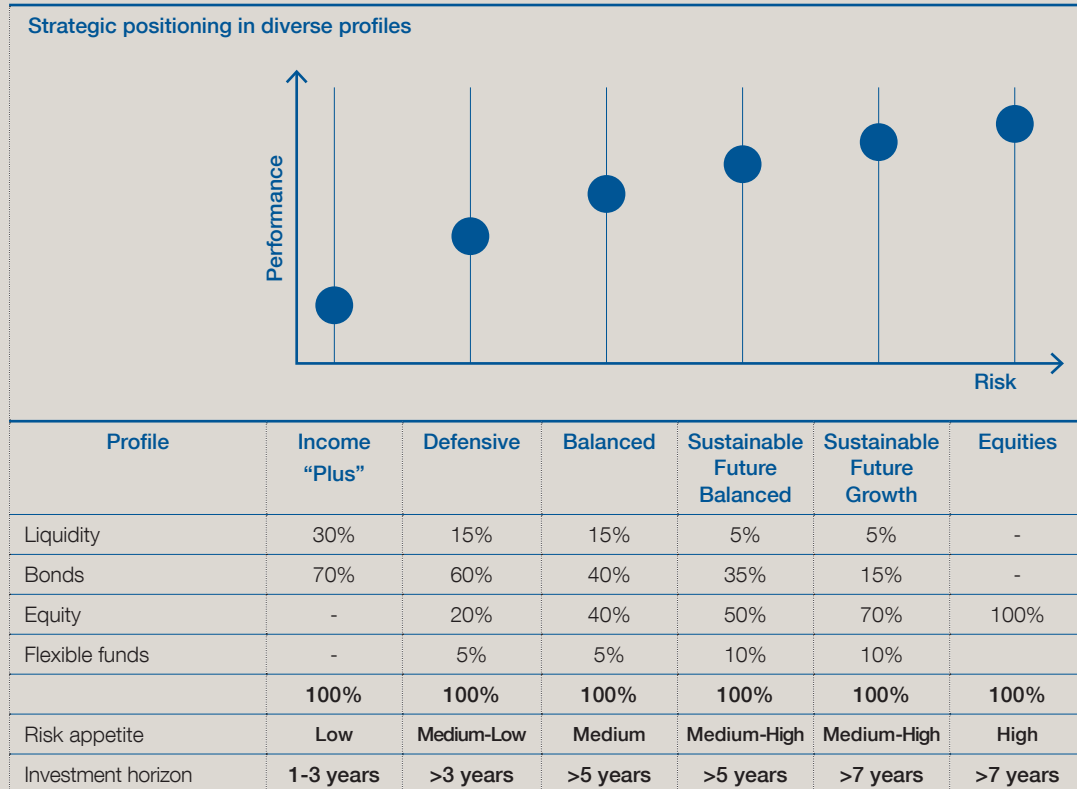 Strategic positioning in diverse profiles
Performance
Risk
Profile Income “Plus” Defensive Balanced Sustainable Future Balanced Sustainable Future Growth Equities
Liquidity 30% 15% 15% 5% 5% -
Bonds 70% 60% 40% 35% 15% -
Equity - 20% 40% 50% 70% 100%
Flexible funds - 5% 5% 10% 10%
100% 100% 100% 100% 100% 100%
Risk appetite Low Medium-Low Medium Medium-High Medium-High High
Investment horizon 1-3 years >3 years >5 years >5 years >7 years >7 years